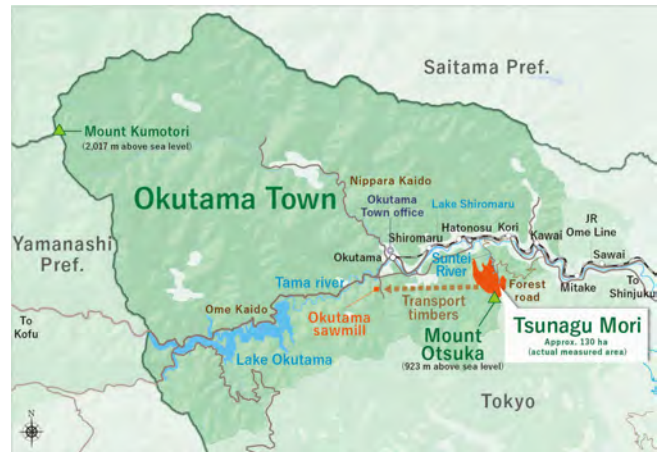 Saitama Pref.
Mount Kumotori
(2,017 m above sea level)
Okutama Town
Nippara Kaido
Okutama
Town office
Lake Shiromaru
Shiromaru
Hatonosu
Kori
Kawai
JR
Ome Line
Sawai
Okutama
Suntei
River
Mitake
To
Shinjuku
Yamanashi
Pref.
Tama river
Forest
road
Transport
timbers
Ome Kaido
Okutama
sawmill
Tsunagu Mori
Approx. 130 ha
(actual measured area)
Mount
Otsuka
(923 m above sea level)
To
Kofu
Lake Okutama
Tokyo
N